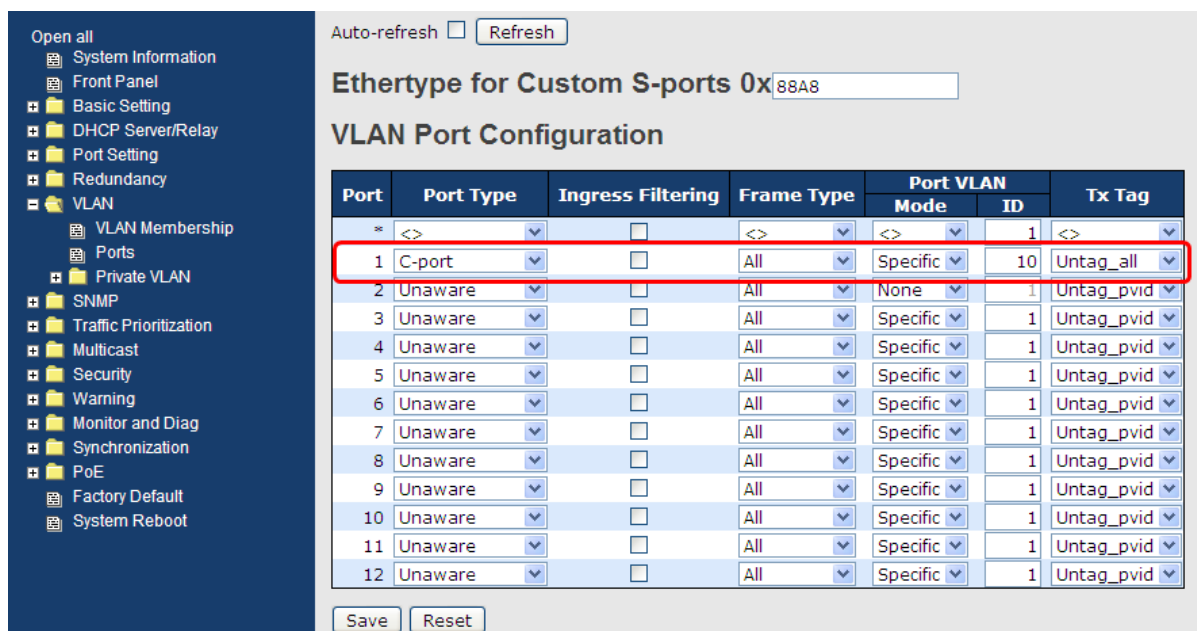 Open all
System Information
Front Panel
Basic Setting
DHCP Server/Relay
Port Setting
Redundancy
VLAN
VLAN Membership
Ports
Private VLAN
SNMP
Traffic Prioritization
Multicast
Security
Warning
Monitor and Diag
Synchronization
PoE
Factory Default
System Reboot
Auto-refresh Refresh
Ethertype for Custom S-ports 0x 88A8
VLAN Port Configuration
Port Port Type Ingress Filtering Frame Type Port VLAN Tx Tag
Mode ID
* <> <> <> 1 <>
1 C-port All Specific 10 Untag_all
2 Unaware All None 1 Untag_pvid
3 Unaware All Specific 1 Untag_pvid
4 Unaware All Specific 1 Untag_pvid
5 Unaware All Specific 1 Untag_pvid
6 Unaware All Specific 1 Untag_pvid
7 Unaware All Specific 1 Untag_pvid
8 Unaware All Specific 1 Untag_pvid
9 Unaware All Specific 1 Untag_pvid
10 Unaware All Specific 1 Untag_pvid
11 Unaware All Specific 1 Untag_pvid
12 Unaware All Specific 1 Untag_pvid
Save Reset